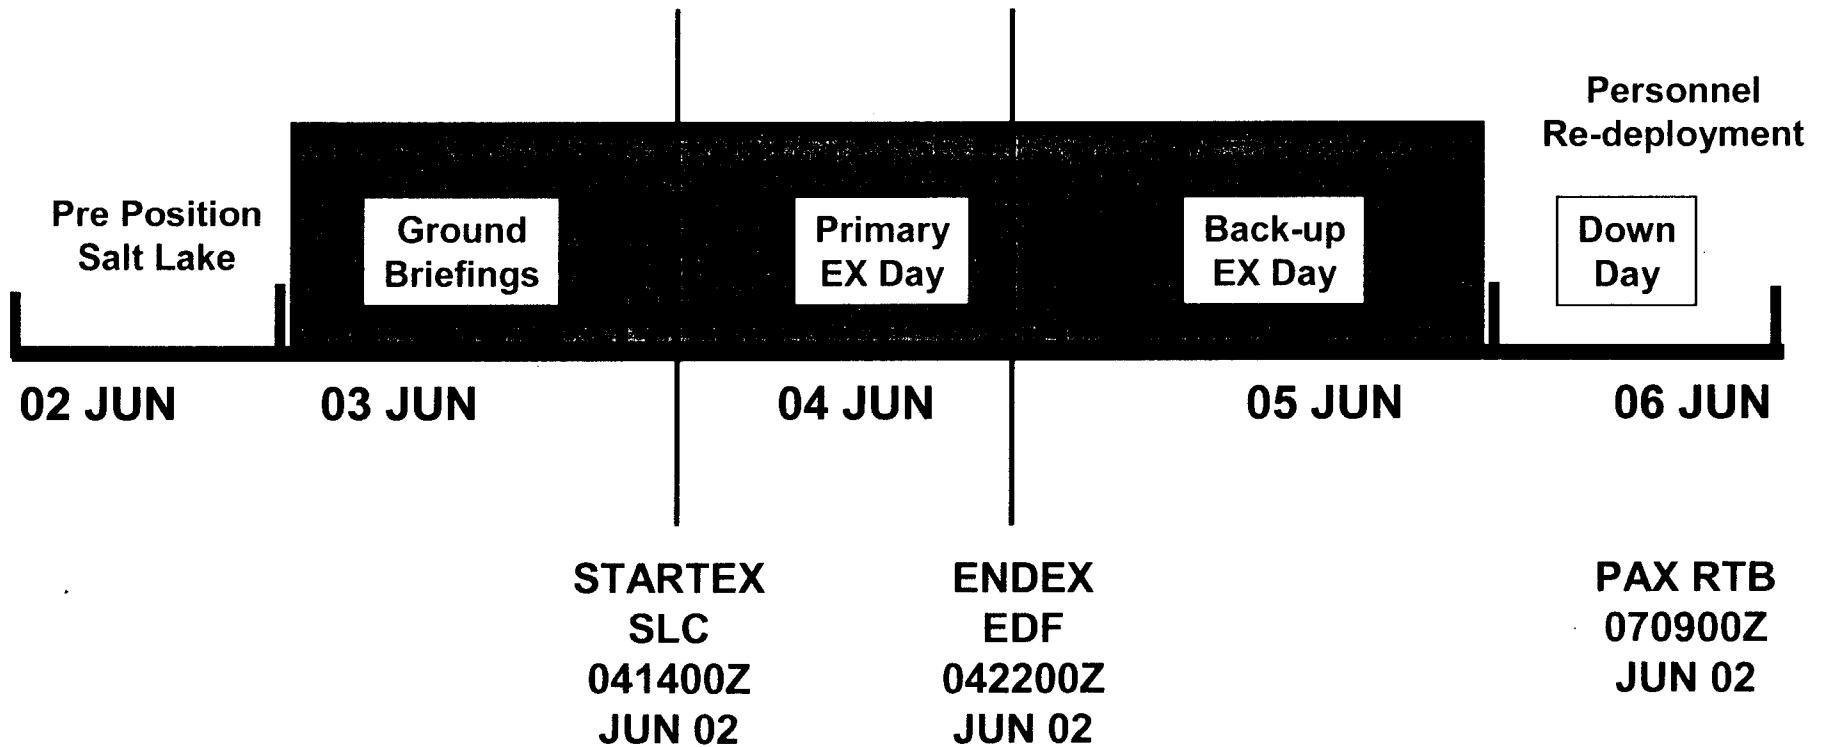 Pre Position
Salt Lake
Ground
Briefings
Primary
EX Day
Back-up
EX Day
Personnel
Re-deployment
Down
Day
02 JUN
03 JUN
04 JUN
05 JUN
06 JUN
STARTEX
SLC
041400Z
JUN 02
ENDEX
EDF
042200Z
JUN 02
PAX RTB
070900Z
JUN 02